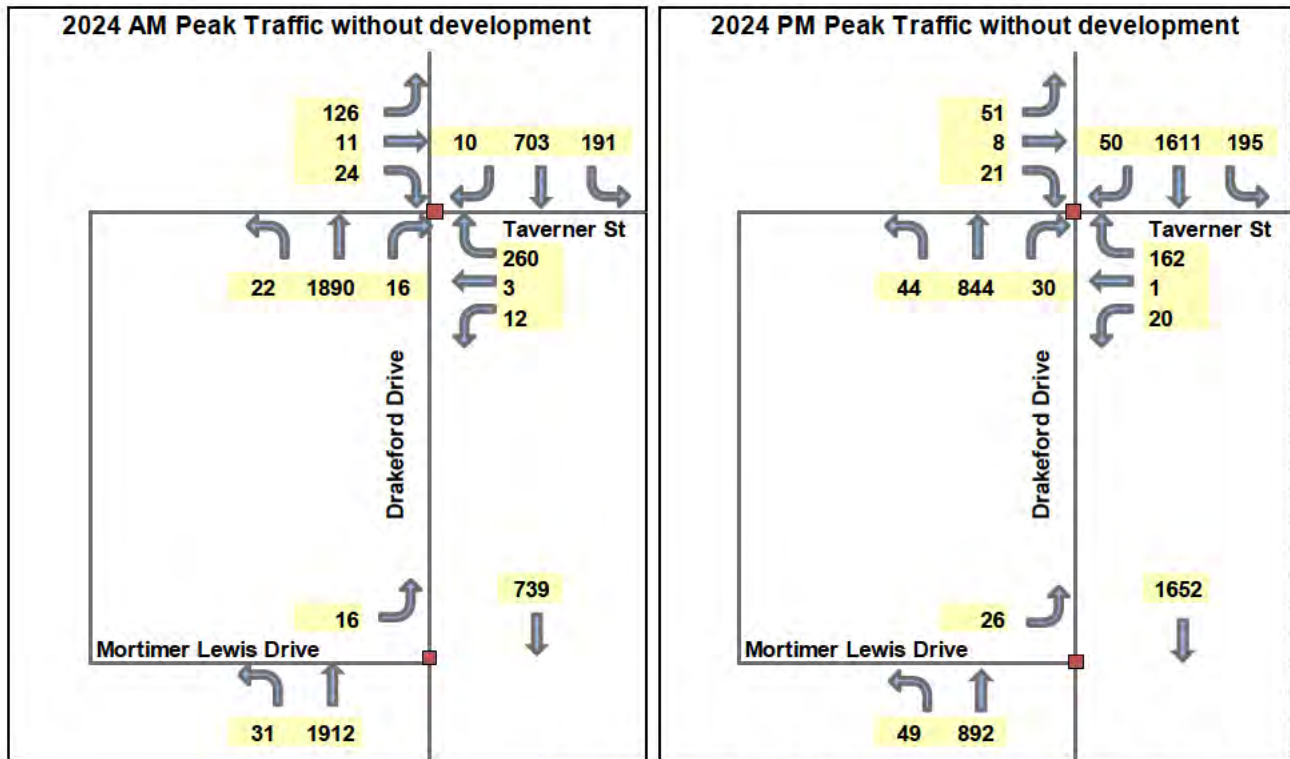 2024 AM Peak Traffic without development
126
11
24
10 703 191
Taverner St
260
3
12
22 1890 16
Drakeford Drive
16
739
Mortimer Lewis Drive
31 1912
2024 PM Peak Traffic without development
51
8
21
50 1611 195
Taverner St
162
1
20
44 844 30
Drakeford Drive
26
1652
Mortimer Lewis Drive
49 892